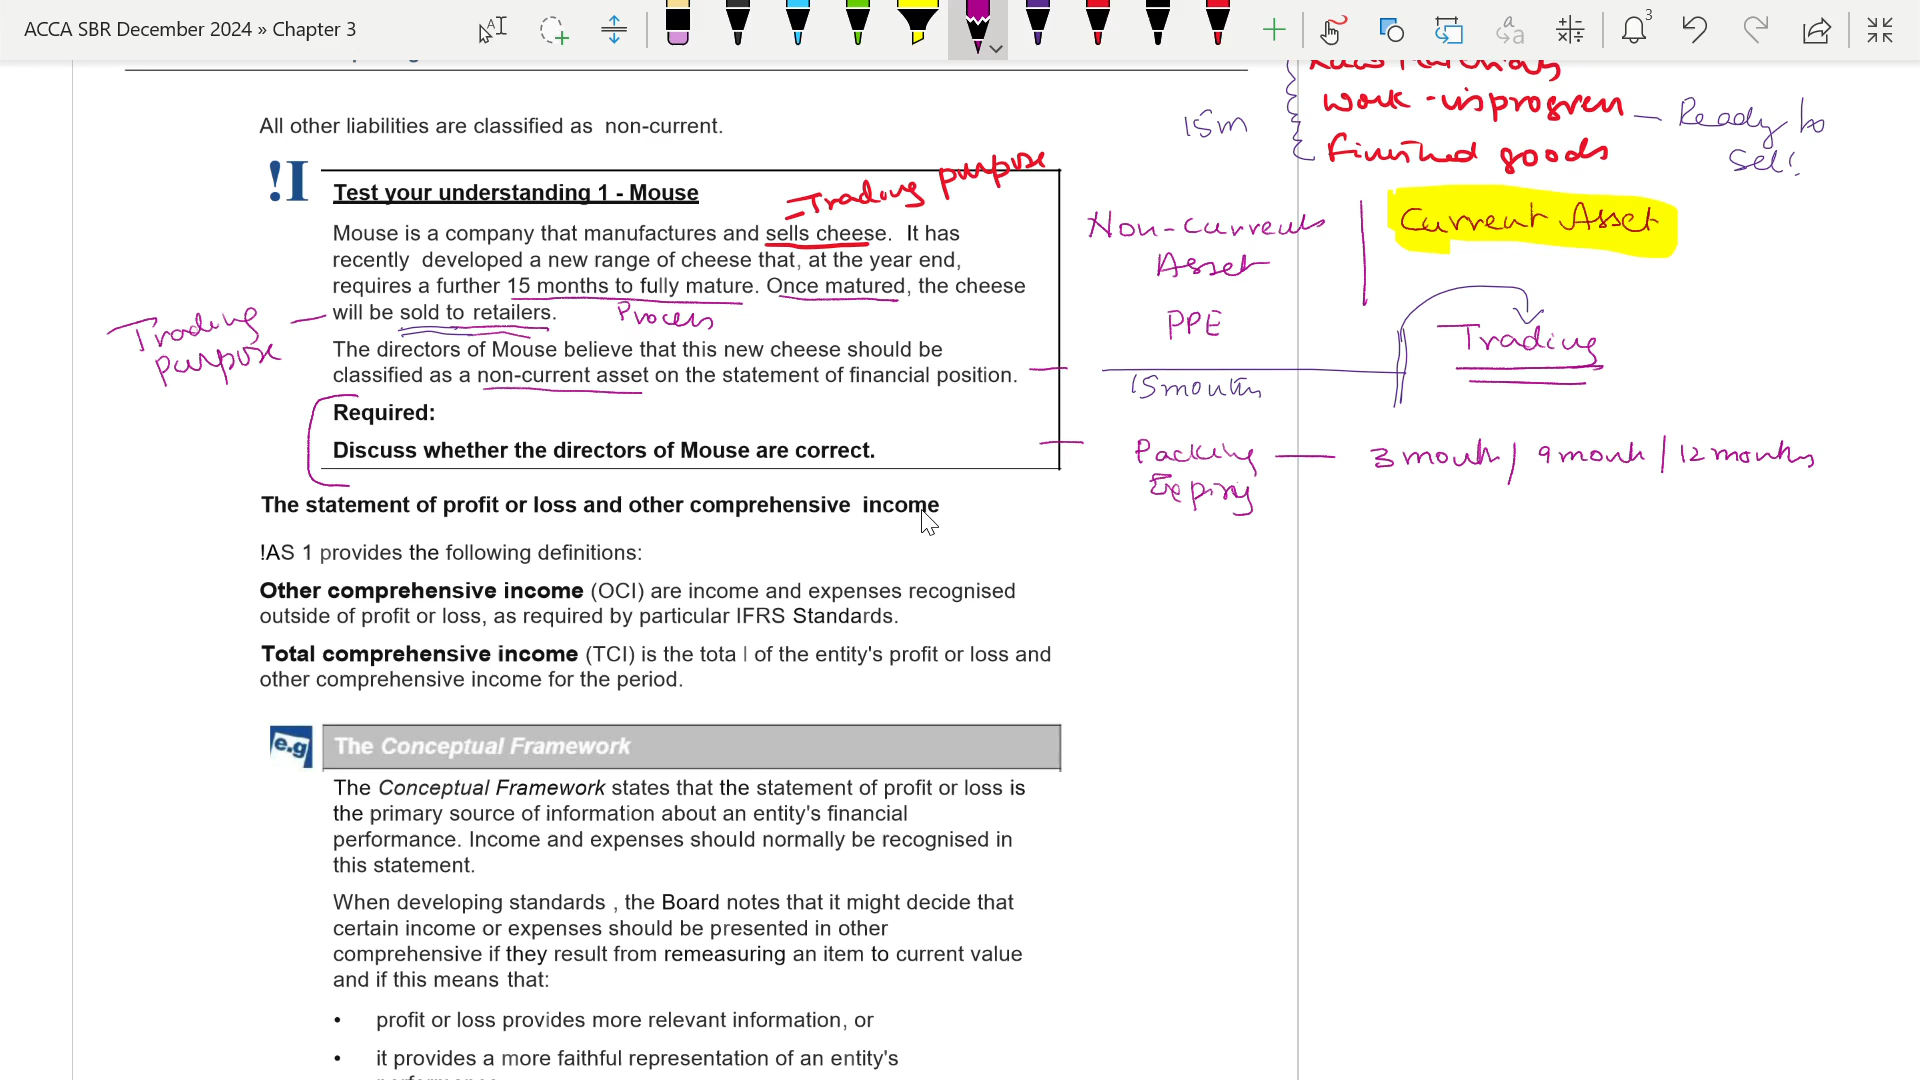 ACCA SBR December 2024 » Chapter 3
3
All other liabilities are classified as non-current.
!I
Test your understanding 1 - Mouse
=Trading purpose
Mouse is a company that manufactures and sells cheese. It has
recently developed a new range of cheese that, at the year end,
requires a further 15 months to fully mature. Once matured, the cheese
will be sold to retailers.
Process
Trading
purpose
The directors of Mouse believe that this new cheese should be
classified as a non-current asset on the statement of financial position.
Required:
Discuss whether the directors of Mouse are correct.
The statement of profit or loss and other comprehensive income
!AS 1 provides the following definitions:
Other comprehensive income (OCI) are income and expenses recognised
outside of profit or loss, as required by particular IFRS Standards.
Total comprehensive income (TCI) is the tota l of the entity's profit or loss and
other comprehensive income for the period.
e.g
The Conceptual Framework
The Conceptual Framework states that the statement of profit or loss is
the primary source of information about an entity's financial
performance. Income and expenses should normally be recognised in
this statement.
When developing standards , the Board notes that it might decide that
certain income or expenses should be presented in other
comprehensive if they result from remeasuring an item to current value
and if this means that:
• profit or loss provides more relevant information, or
• it provides a more faithful representation of an entity's
15m
Finished goods
Ready to
Sell
Current Asset
Asset
PPE
Trading
15 months
Packing
3 month / 9 month / 12 months